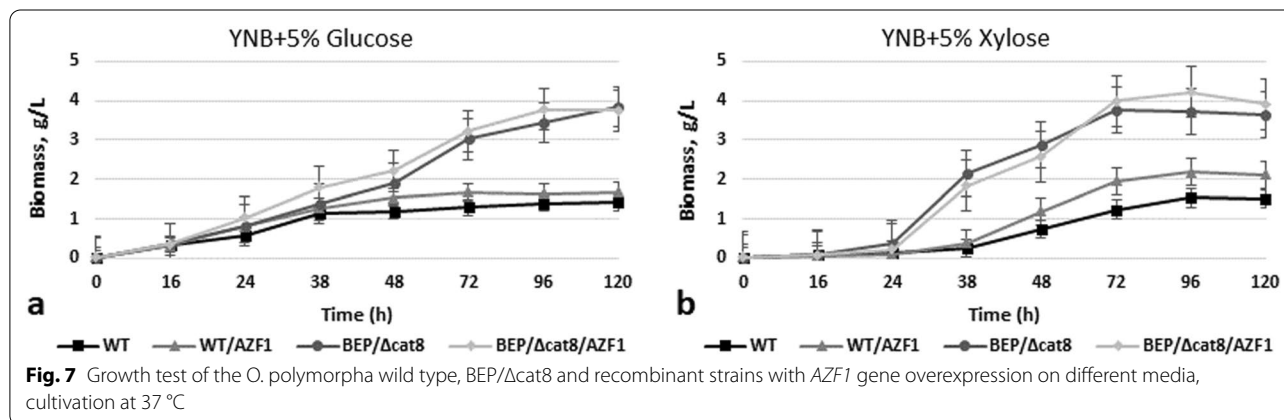 YNB+5% Glucose
Biomass, g/L
5
4
3
2
1
0
0 16 24 38 48 72 96 120
Time (h)
a
WT WT/AZF1 BEP/Δcat8 BEP/Δcat8/AZF1
YNB+5% Xylose
Biomass, g/L
5
4
3
2
1
0
0 16 24 38 48 72 96 120
Time (h)
b
WT WT/AZF1 BEP/Δcat8 BEP/Δcat8/AZF1
Fig. 7 Growth test of the O. polymorpha wild type, BEP/Δcat8 and recombinant strains with AZF1 gene overexpression on different media,
cultivation at 37 °C